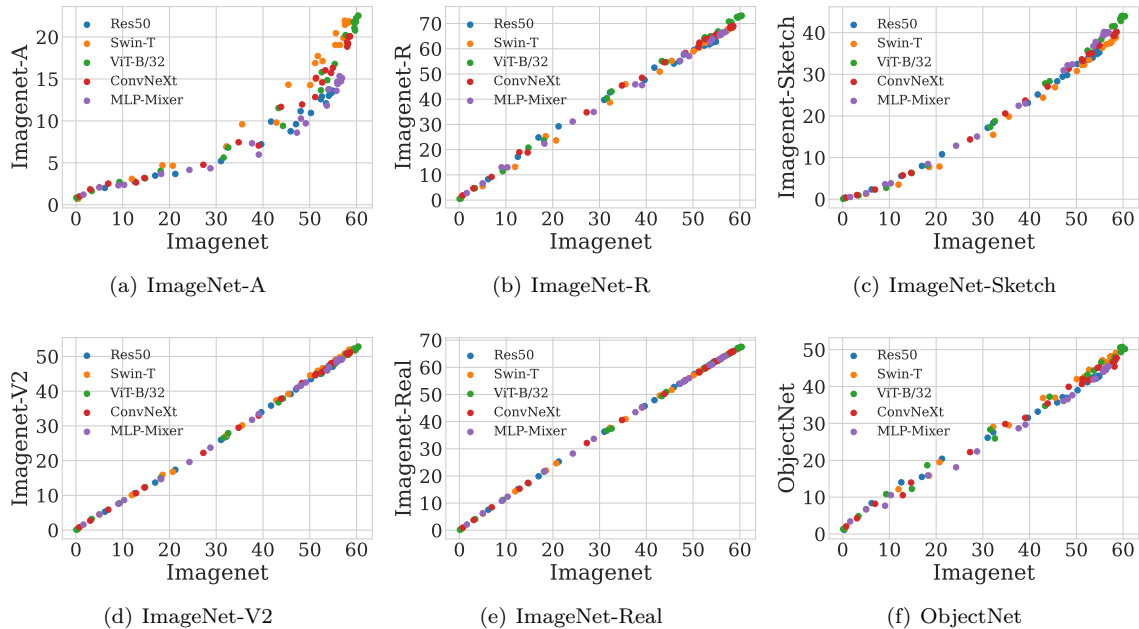 Imagenet-A
20
15
10
5
0
Res50
Swin-T
ViT-B/32
ConvNeXt
MLP-Mixer
0 10 20 30 40 50 60
Imagenet
(a) ImageNet-A
Imagenet-R
70
60
50
40
30
20
10
0
Res50
Swin-T
ViT-B/32
ConvNeXt
MLP-Mixer
0 10 20 30 40 50 60
Imagenet
(b) ImageNet-R
Imagenet-Sketch
40
30
20
10
0
Res50
Swin-T
ViT-B/32
ConvNeXt
MLP-Mixer
0 10 20 30 40 50 60
Imagenet
(c) ImageNet-Sketch
Imagenet-V2
50
40
30
20
10
0
Res50
Swin-T
ViT-B/32
ConvNeXt
MLP-Mixer
0 10 20 30 40 50 60
Imagenet
(d) ImageNet-V2
Imagenet-Real
70
60
50
40
30
20
10
0
Res50
Swin-T
ViT-B/32
ConvNeXt
MLP-Mixer
0 10 20 30 40 50 60
Imagenet
(e) ImageNet-Real
ObjectNet
50
40
30
20
10
0
Res50
Swin-T
ViT-B/32
ConvNeXt
MLP-Mixer
0 10 20 30 40 50 60
Imagenet
(f) ObjectNet